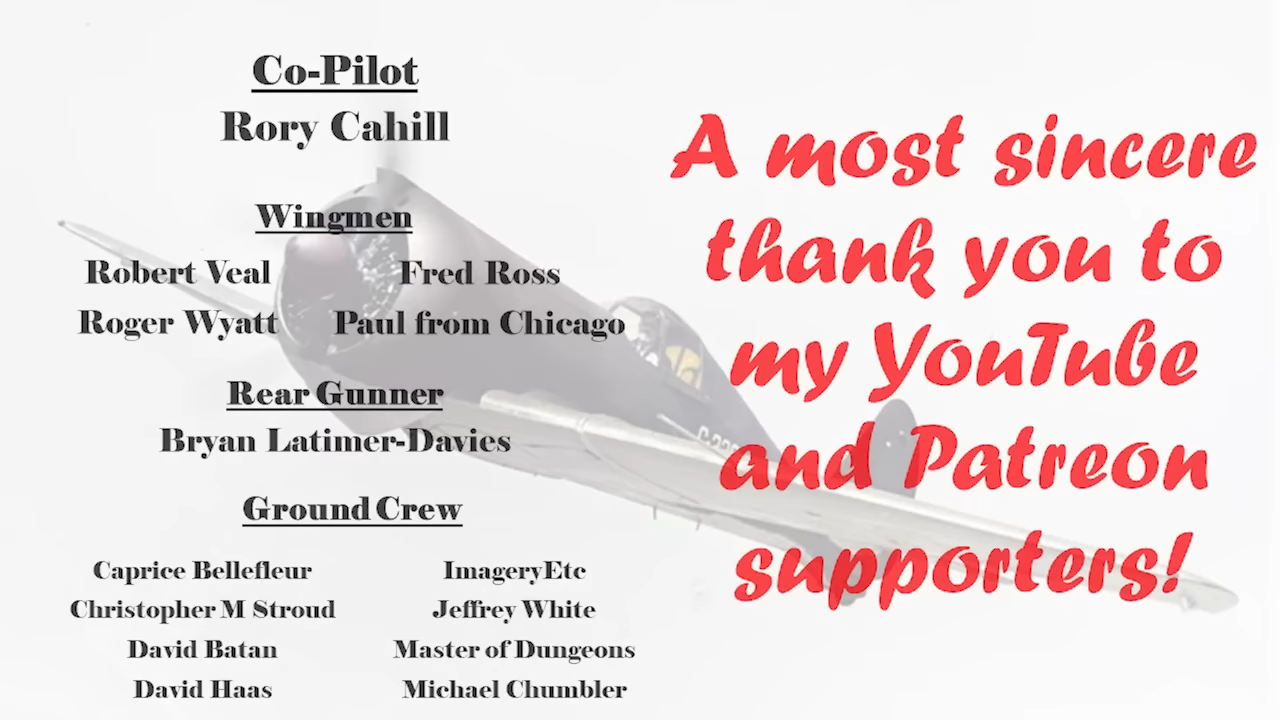 Co-Pilot
Rory Cahill
Wingmen
Robert Veal
Fred Ross
Roger Wyatt
Paul from Chicago
Rear Gunner
Bryan Latimer-Davies
Ground Crew
Caprice Bellefleur
ImageryEtc
Christopher M Stroud
Jeffrey White
David Batan
Master of Dungeons
David Haas
Michael Chumbler
A most sincere
thank you to
my YouTube
and Patreon
supporters!